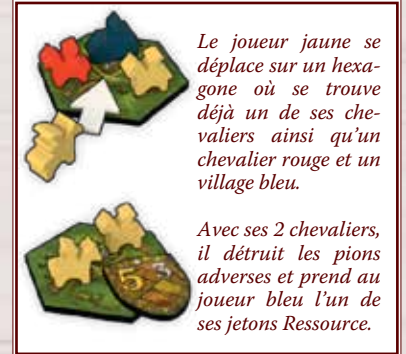 Le joueur jaune se
déplace sur un hexa-
gone où se trouve
déjà un de ses che-
valiers ainsi qu'un
chevalier rouge et un
village bleu.
Avec ses 2 chevaliers,
il détruit les pions
adverses et prend au
joueur bleu l'un de
ses jetons Ressource.
5
3